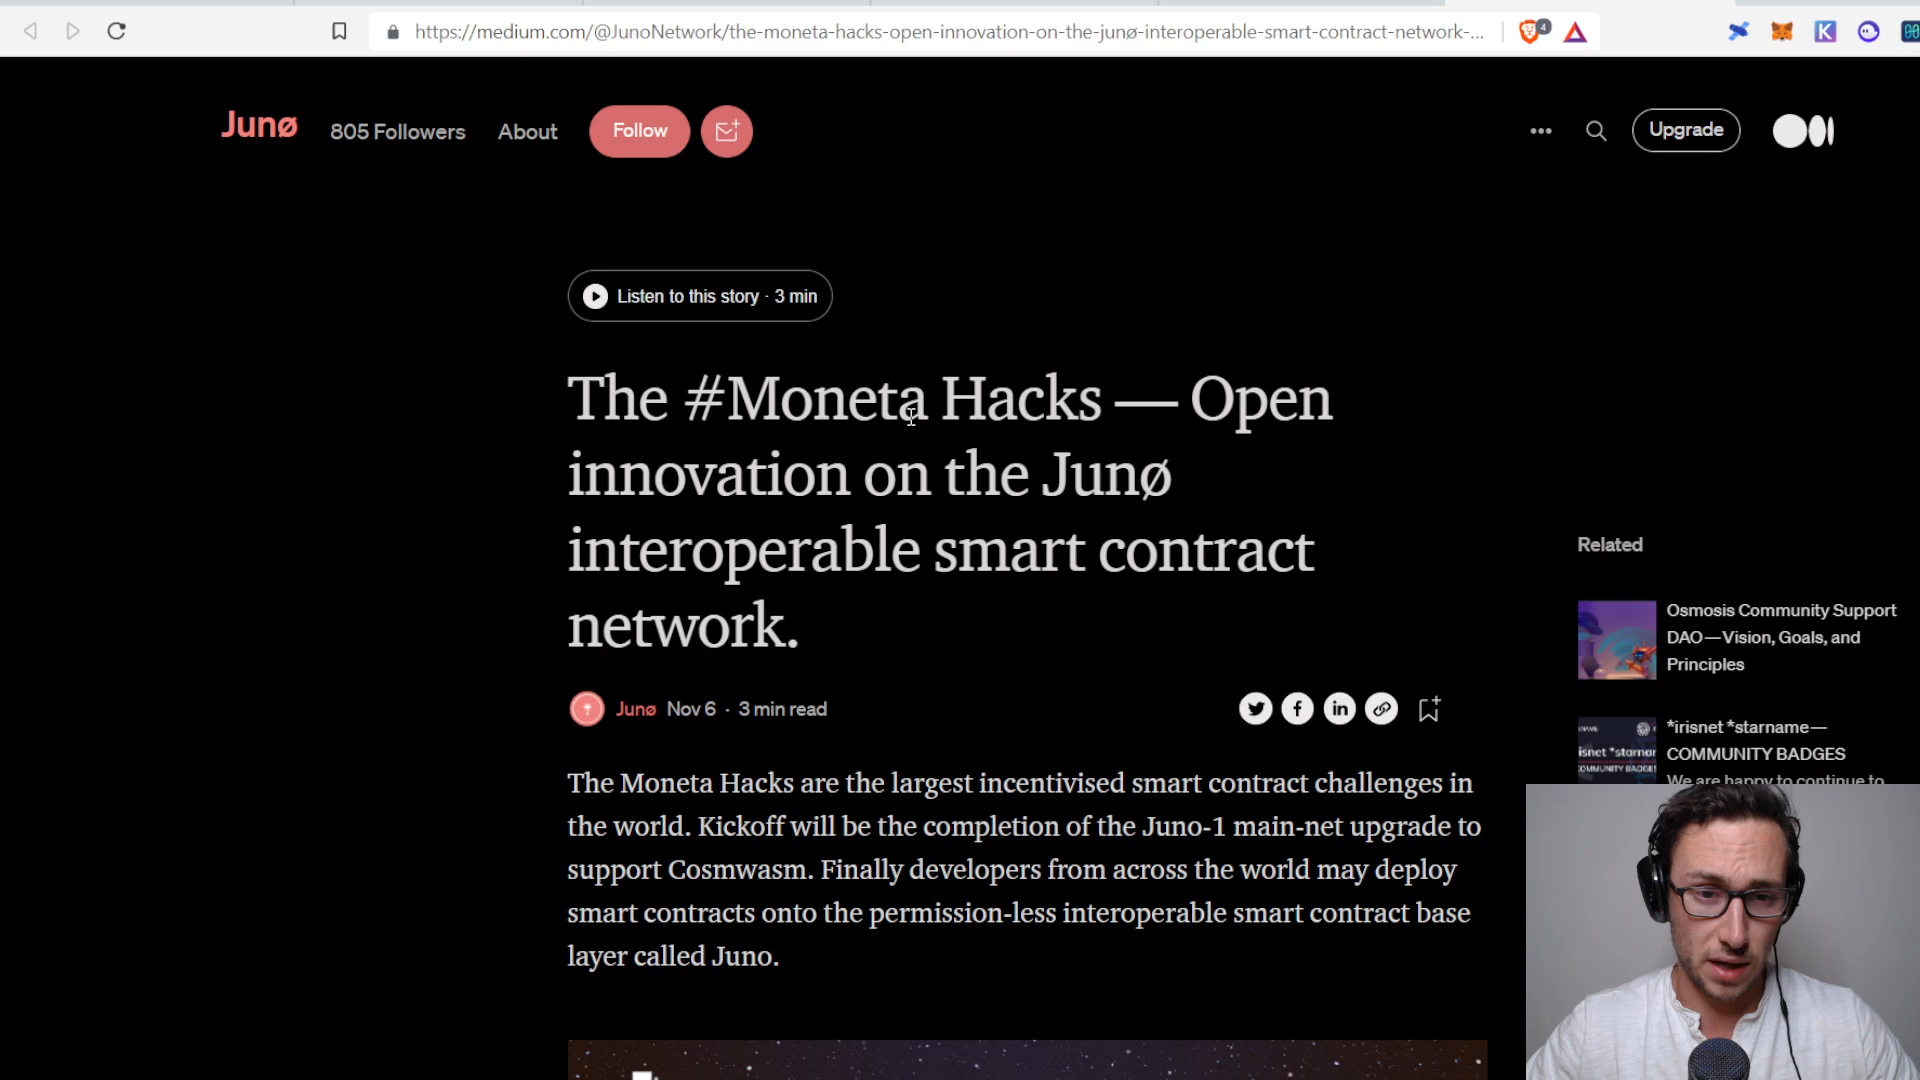 https://medium.com/@JunoNetwork/the-moneta-hacks-open-innovation-on-the-junø-interoperable-smart-contract-network-...
4
K
Junø
805 Followers
About
Follow
Upgrade
Listen to this story · 3 min
The #Moneta Hacks — Open
innovation on the Junø
interoperable smart contract
network.
Junø Nov 6 · 3 min read
in
The Moneta Hacks are the largest incentivised smart contract challenges in
the world. Kickoff will be the completion of the Juno-1 main-net upgrade to
support Cosmwasm. Finally developers from across the world may deploy
smart contracts onto the permission-less interoperable smart contract base
layer called Juno.
Related
Osmosis Community Support
DAO—Vision, Goals, and
Principles
*irisnet *starname—
COMMUNITY BADGES
We are happy to continue to